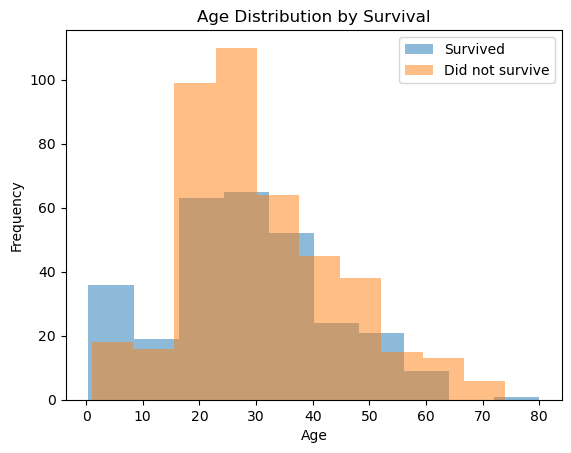 Age Distribution by Survival
Survived
Did not survive
Frequency
100
80
60
40
20
0
0 10 20 30 40 50 60 70 80
Age